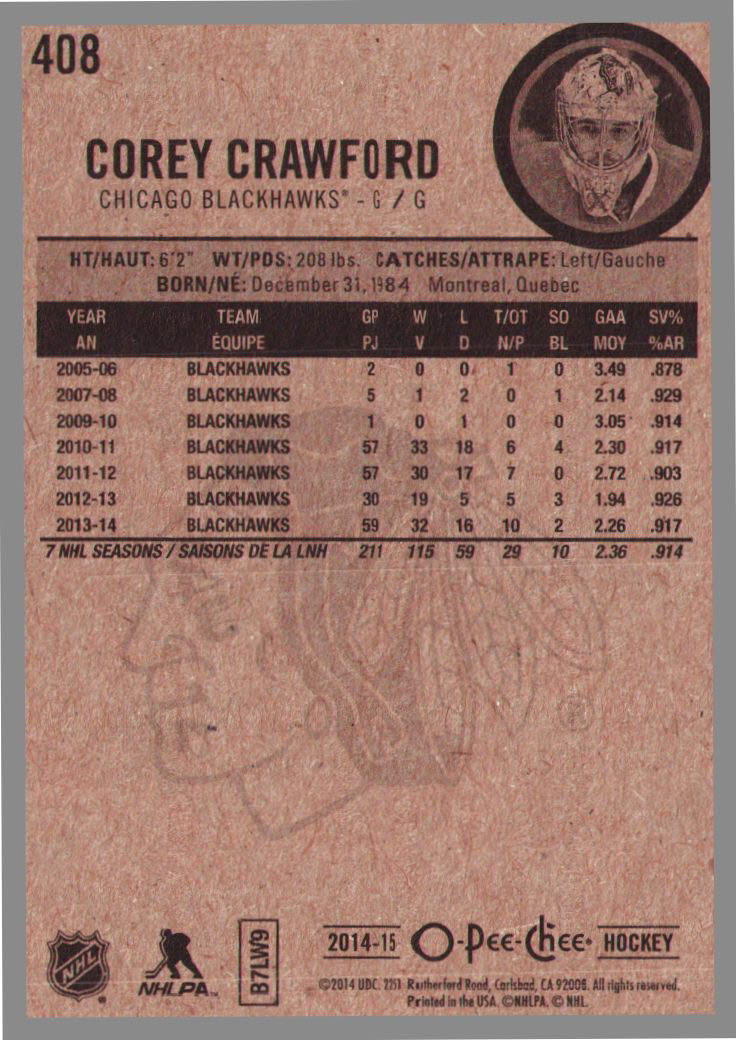 408
COREY CRAWFORD
CHICAGO BLACKHAWKS® - G / G
HT/HAUT: 6'2" WT/PDS: 208 lbs. CATCHES/ATTRAPE: Left/Gauche
BORN/NÉ: December 31, 1984 Montreal, Quebec
YEAR TEAM GP W L T/OT SO GAA SV%
AN ÉQUIPE PJ V D N/P BL MOY %AR
2005-06 BLACKHAWKS 2 0 0 1 0 3.49 .878
2007-08 BLACKHAWKS 5 1 2 0 1 2.14 .929
2009-10 BLACKHAWKS 1 0 1 0 0 3.05 .914
2010-11 BLACKHAWKS 57 33 18 6 4 2.30 .917
2011-12 BLACKHAWKS 57 30 17 7 0 2.72 .903
2012-13 BLACKHAWKS 30 19 5 5 3 1.94 .926
2013-14 BLACKHAWKS 59 32 16 10 2 2.26 .917
7 NHL SEASONS / SAISONS DE LA LNH 211 115 59 29 10 2.36 .914
®
NHL ®
NHLPA™
B7LW9
2014-15 O-Pee-Chee® HOCKEY
©2014 UDC. 2251 Rutherford Road, Carlsbad, CA 92008. All rights reserved.
Printed in the USA. ©NHLPA. © NHL.